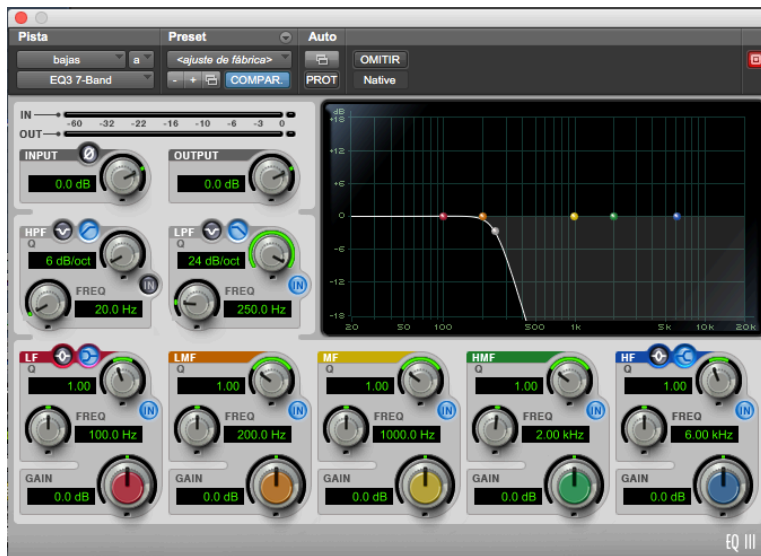 Pista Preset Auto
bajas a <ajuste de fábrica> OMITIR
EQ3 7-Band - + COMPAR. PROT Native
IN
-60 -32 -22 -16 -10 -6 -3 0
OUT
INPUT Ø OUTPUT
0.0 dB 0.0 dB
HPF LPF
Q Q
6 dB/oct 24 dB/oct
IN IN
FREQ FREQ
20.0 Hz 250.0 Hz
dB
+18
+12
+6
0
-6
-12
-18
20 50 100 500 1k 5k 10k 20k
LF LMF MF HMF HF
Q Q Q Q Q
1.00 1.00 1.00 1.00 1.00
IN IN IN IN IN
FREQ FREQ FREQ FREQ FREQ
100.0 Hz 200.0 Hz 1000.0 Hz 2.00 kHz 6.00 kHz
GAIN GAIN GAIN GAIN GAIN
0.0 dB 0.0 dB 0.0 dB 0.0 dB 0.0 dB
EQ III